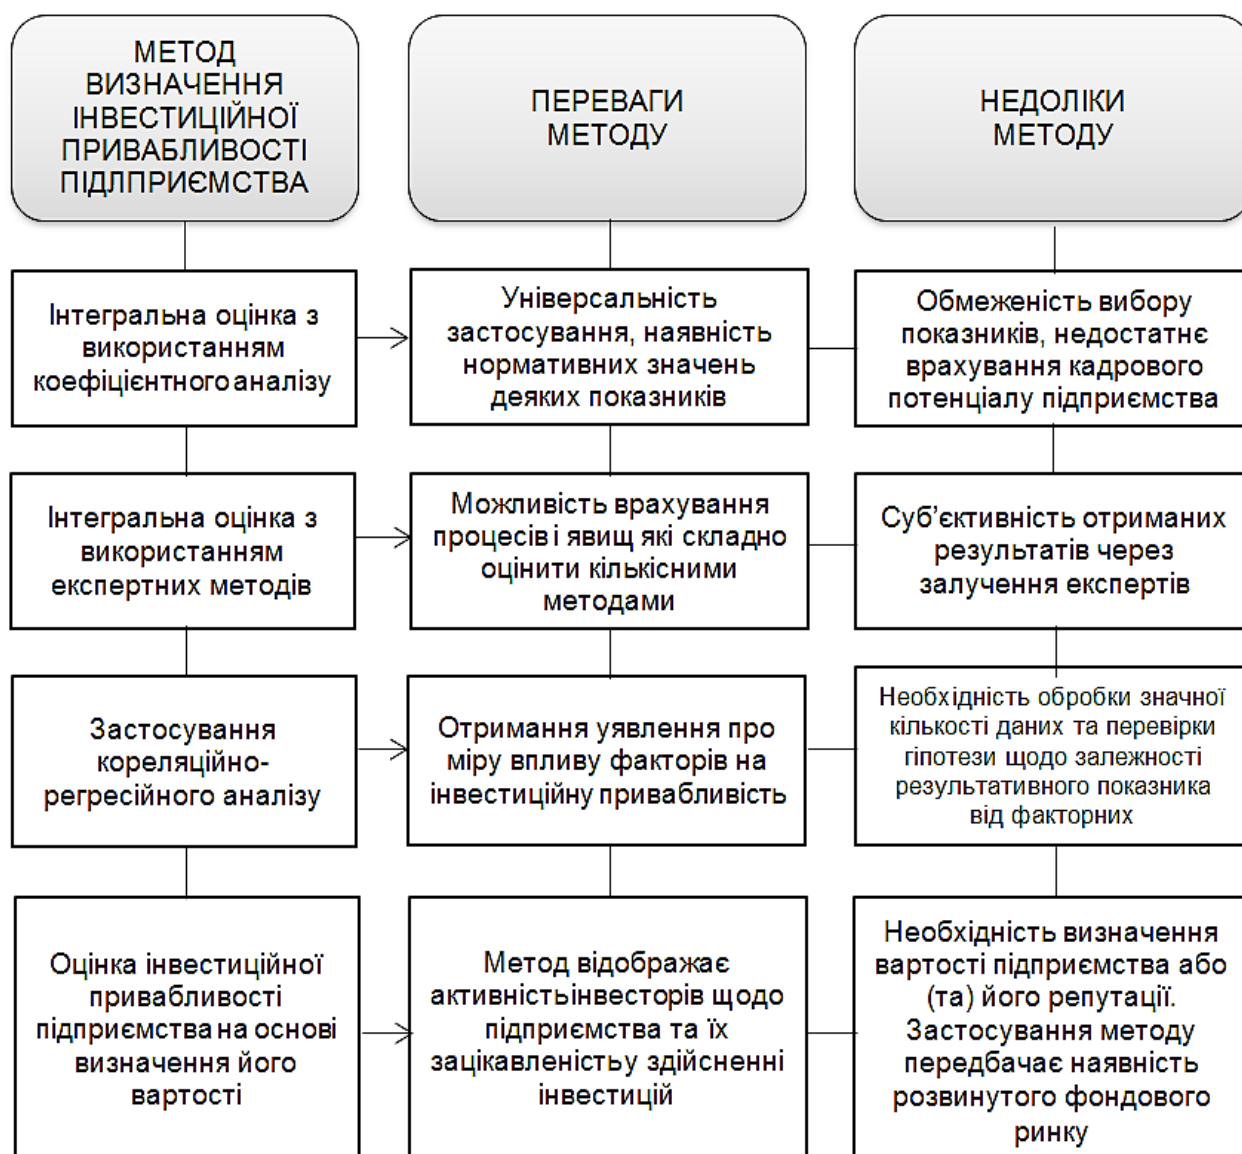 МЕТОД
ВИЗНАЧЕННЯ
ІНВЕСТИЦІЙНОЇ
ПРИВАБЛИВОСТІ
ПІДЛПРИЄМСТВА
ПЕРЕВАГИ
МЕТОДУ
НЕДОЛІКИ
МЕТОДУ
Інтегральна оцінка з
використанням
коефіцієнтного аналізу
Універсальність
застосування, наявність
нормативних значень
деяких показників
Обмеженість вибору
показників, недостатнє
врахування кадрового
потенціалу підприємства
Інтегральна оцінка з
використанням
експертних методів
Можливість врахування
процесів і явищ які складно
оцінити кількісними
методами
Суб’єктивність отриманих
результатів через
залучення експертів
Застосування
кореляційно-
регресійного аналізу
Отримання уявлення про
міру впливу факторів на
інвестиційну привабливість
Необхідність обробки значної
кількості даних та перевірки
гіпотези щодо залежності
результативного показника
від факторних
Оцінка інвестиційної
привабливості
підприємства на основі
визначення його
вартості
Метод відображає
активністьінвесторів щодо
підприємства та їх
зацікавленістьу здійсненні
інвестицій
Необхідність визначення
вартості підприємства або
(та) його репутації.
Застосування методу
передбачає наявність
розвинутого фондового
ринку